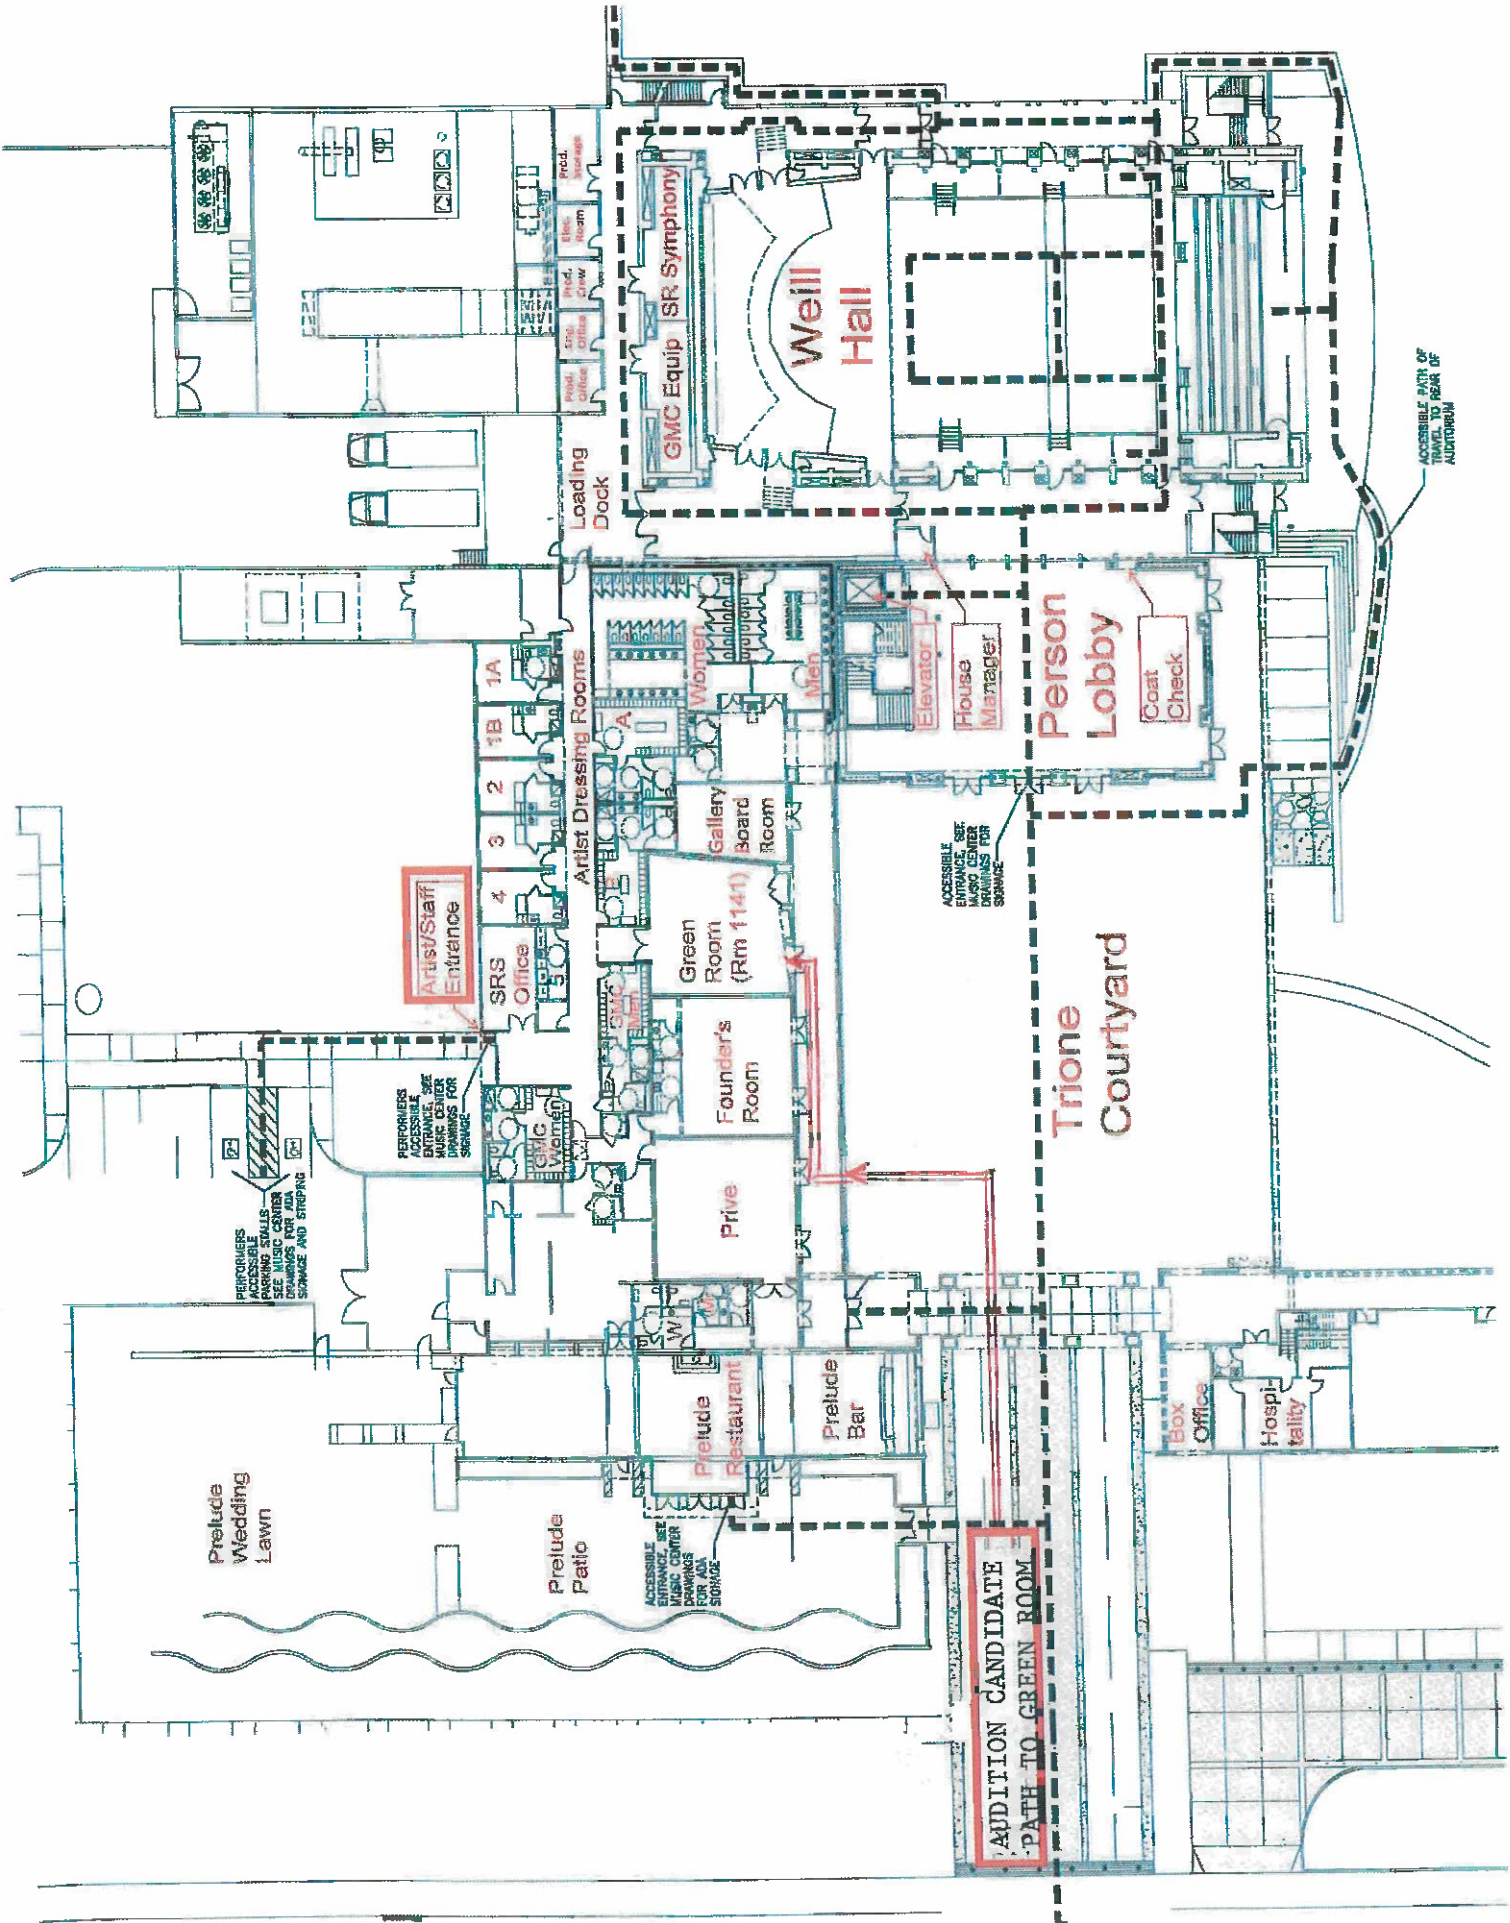 Prelude
Wedding
Lawn
Prelude
Patio
AUDITION CANDIDATE
PATH TO GREEN ROOM
ACCESSIBLE
ENTRANCE, SEE
MUSIC CENTER
DRAWINGS
FOR ADA
SIGNAGE
Prelude
Restaurant
Prelude
Bar
Box
Office
Hospi-
tality
W
M
PERFORMERS
ACCESSIBLE
PARKING STALLS
SEE MUSIC CENTER
DRAWINGS FOR ADA
SIGNAGE AND STRIPING
PERFORMERS
ACCESSIBLE
ENTRANCE, SEE
MUSIC CENTER
DRAWINGS FOR
SIGNAGE
GMC
Women
Prive
Founder's
Room
Trione
Courtyard
Artist/Staff
Entrance
SRS
Office
GMC
Men
Green
Room
(Rm 1141)
4
3
2
1B
1A
Artist Dressing Rooms
B
A
Gallery
Board
Room
Women
Men
ACCESSIBLE
ENTRANCE, SEE
MUSIC CENTER
DRAWINGS FOR
SIGNAGE
Elevator
House
Manager
Person
Lobby
Coat
Check
Loading
Dock
Prod.
Office
Eng.
Office
Prod.
Crew
Elec.
Room
Prod.
Storage
GMC Equip
SR Symphony
Weill
Hall
ACCESSIBLE PATH OF
TRAVEL TO REAR OF
AUDITORIUM